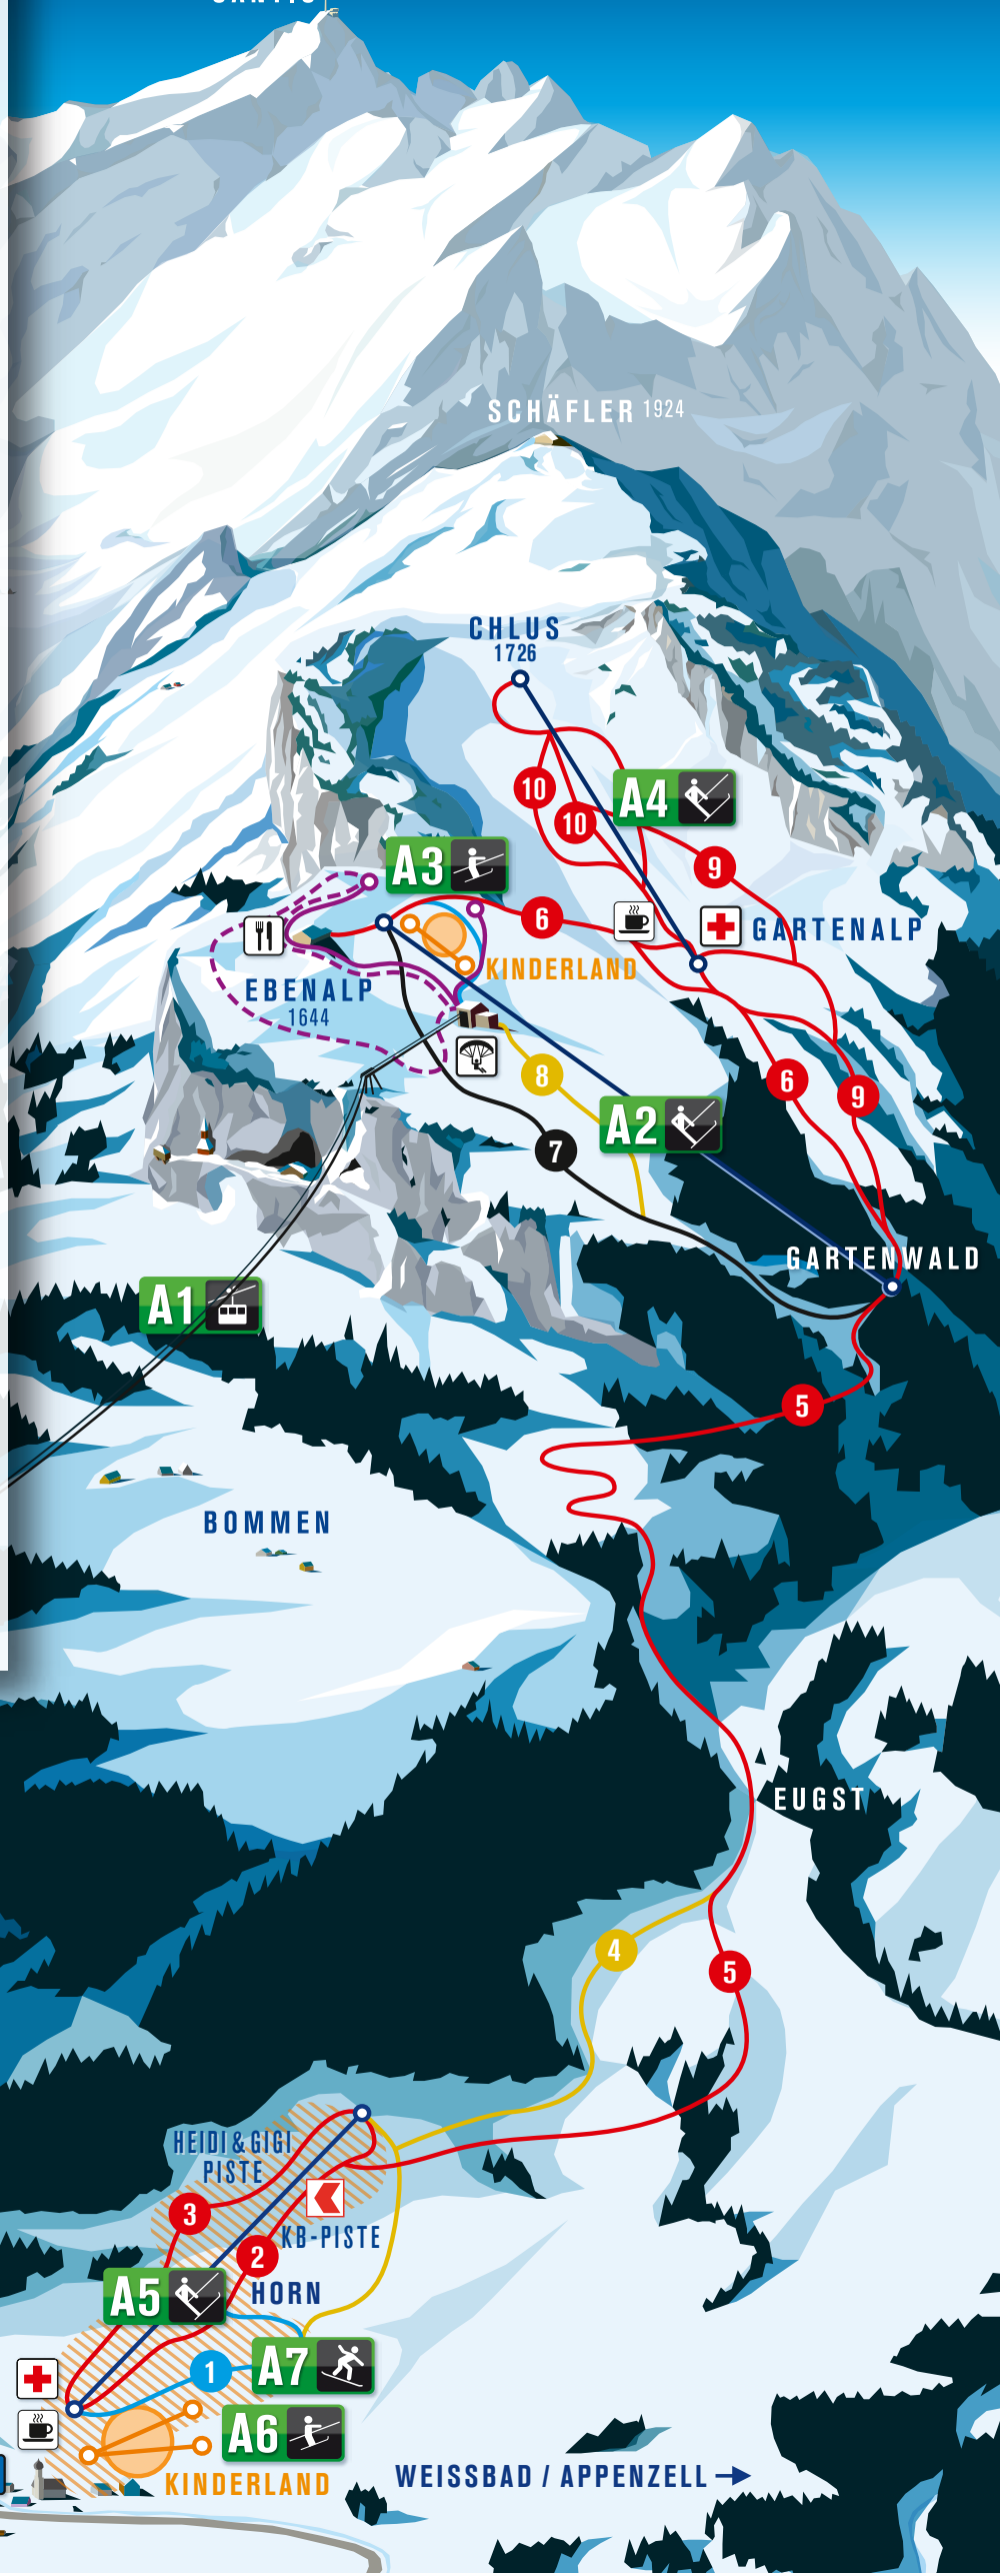 SCHÄFLER 1924
CHLUS
1726
10
A4
10
A3
9
6
GARTENALP
KINDERLAND
EBENALP
1644
8
6
9
A2
7
GARTENWALD
A1
5
BOMMEN
EUGST
4
5
HEIDI & GIGI
PISTE
3
KB-PISTE
2
HORN
A5
A7
1
A6
WEISSBAD / APPENZELL
KINDERLAND